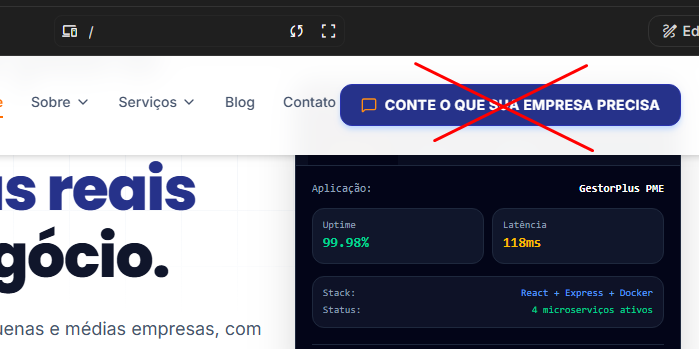 /
Ed
Sobre
Serviços
Blog
Contato
CONTE O QUE SUA EMPRESA PRECISA
s reais
gócio.
uenas e médias empresas, com
Aplicação:
GestorPlus PME
Uptime
99.98%
Latência
118ms
Stack:
React + Express + Docker
Status:
4 microserviços ativos